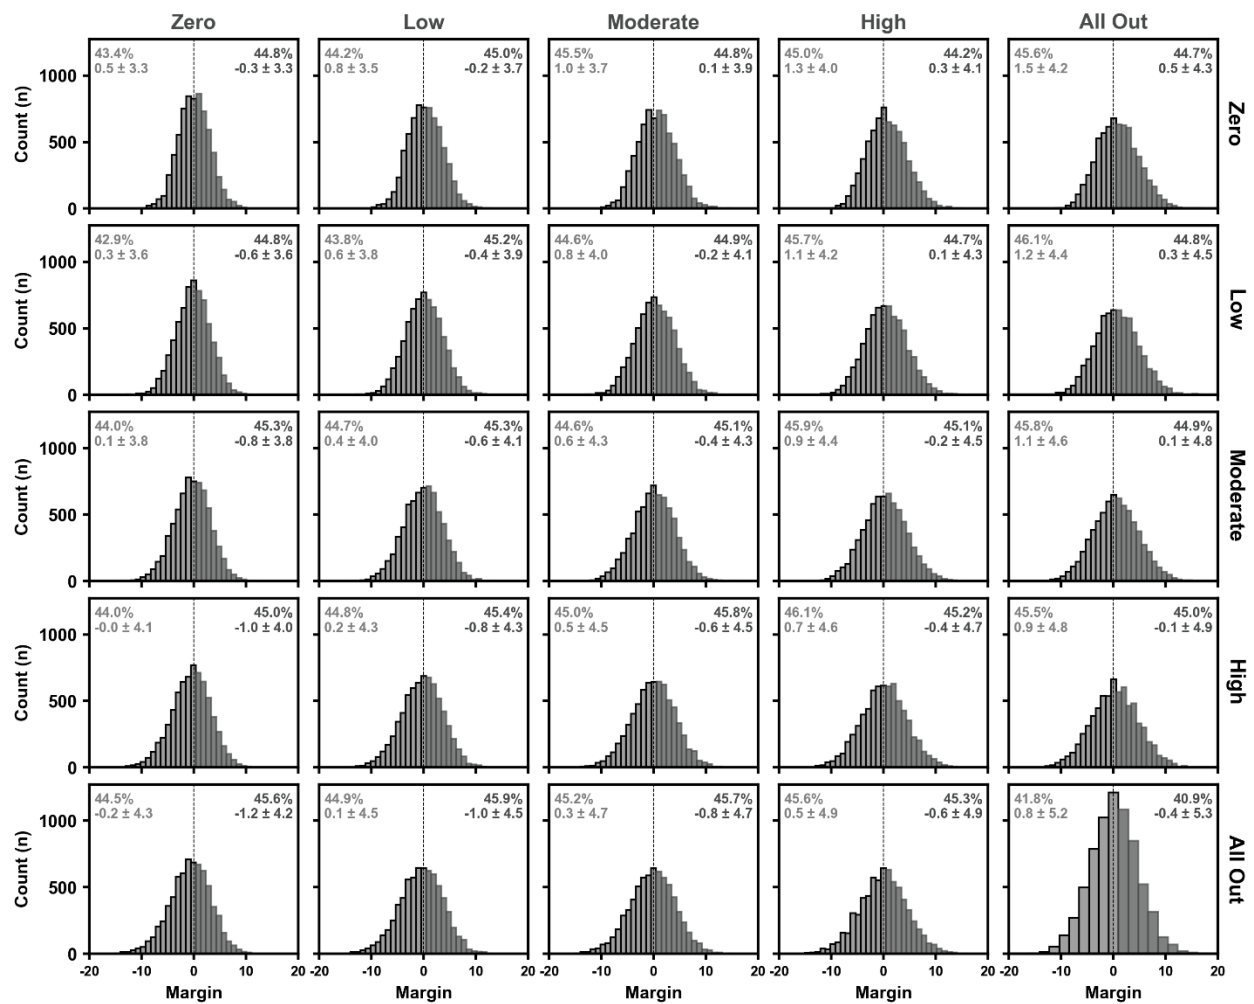 Zero Low Moderate High All Out
43.4% 44.8% 44.2% 45.0% 45.5% 44.8% 45.0% 44.2% 45.6% 44.7%
0.5 ± 3.3 -0.3 ± 3.3 0.8 ± 3.5 -0.2 ± 3.7 1.0 ± 3.7 0.1 ± 3.9 1.3 ± 4.0 0.3 ± 4.1 1.5 ± 4.2 0.5 ± 4.3
1000
500
0
Count (n)
Zero
42.9% 44.8% 43.8% 45.2% 44.6% 44.9% 45.7% 44.7% 46.1% 44.8%
0.3 ± 3.6 -0.6 ± 3.6 0.6 ± 3.8 -0.4 ± 3.9 0.8 ± 4.0 -0.2 ± 4.1 1.1 ± 4.2 0.1 ± 4.3 1.2 ± 4.4 0.3 ± 4.5
1000
500
0
Count (n)
Low
44.0% 45.3% 44.7% 45.3% 44.6% 45.1% 45.9% 45.1% 45.8% 44.9%
0.1 ± 3.8 -0.8 ± 3.8 0.4 ± 4.0 -0.6 ± 4.1 0.6 ± 4.3 -0.4 ± 4.3 0.9 ± 4.4 -0.2 ± 4.5 1.1 ± 4.6 0.1 ± 4.8
1000
500
0
Count (n)
Moderate
44.0% 45.0% 44.8% 45.4% 45.0% 45.8% 46.1% 45.2% 45.5% 45.0%
-0.0 ± 4.1 -1.0 ± 4.0 0.2 ± 4.3 -0.8 ± 4.3 0.5 ± 4.5 -0.6 ± 4.5 0.7 ± 4.6 -0.4 ± 4.7 0.9 ± 4.8 -0.1 ± 4.9
1000
500
0
Count (n)
High
44.5% 45.6% 44.9% 45.9% 45.2% 45.7% 45.6% 45.3% 41.8% 40.9%
-0.2 ± 4.3 -1.2 ± 4.2 0.1 ± 4.5 -1.0 ± 4.5 0.3 ± 4.7 -0.8 ± 4.7 0.5 ± 4.9 -0.6 ± 4.9 0.8 ± 5.2 -0.4 ± 5.3
1000
500
0
Count (n)
All Out
-20 -10 0 10 20 -10 0 10 20 -10 0 10 20 -10 0 10 20 -20 -10 0 10 20
Margin Margin Margin Margin Margin